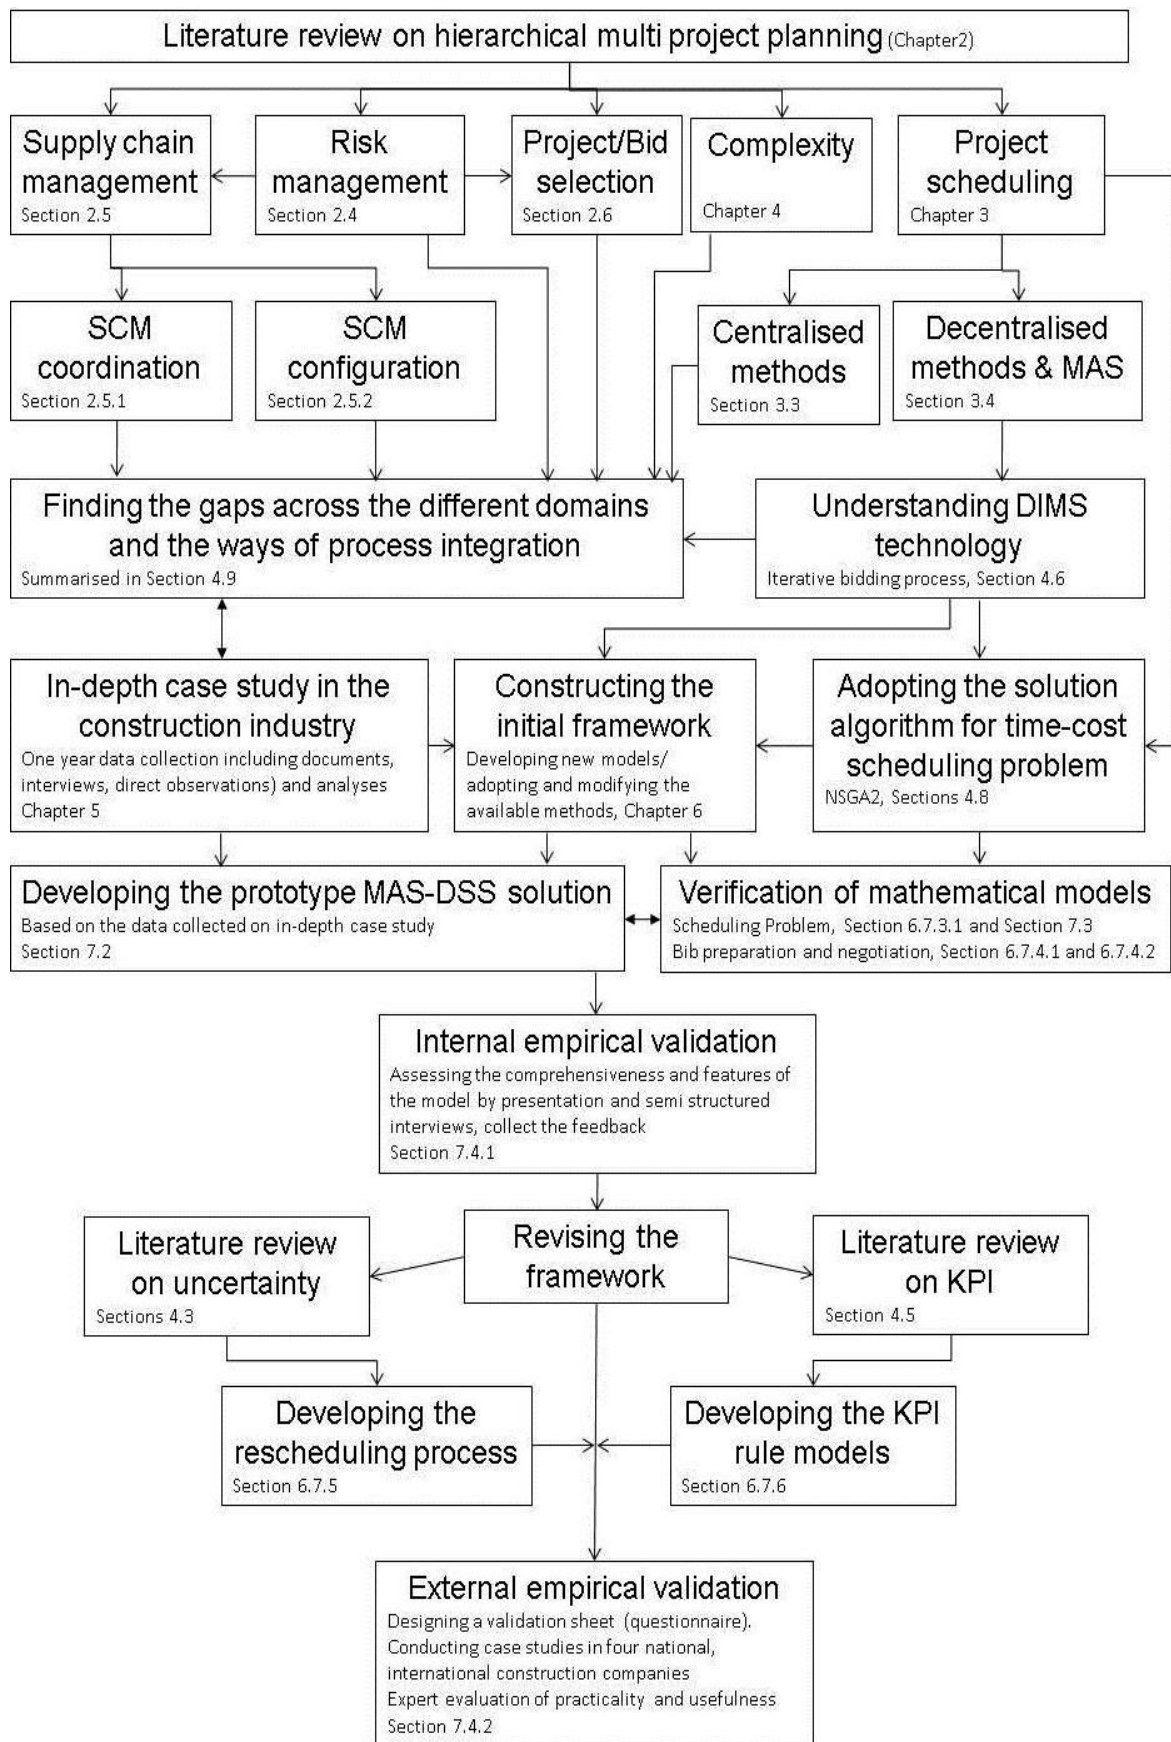 Literature review on hierarchical multi project planning (Chapter2)
Supply chain
management
Section 2.5
Risk
management
Section 2.4
Project/Bid
selection
Section 2.6
Complexity
Chapter 4
Project
scheduling
Chapter 3
SCM
coordination
Section 2.5.1
SCM
configuration
Section 2.5.2
Centralised
methods
Section 3.3
Decentralised
methods & MAS
Section 3.4
Finding the gaps across the different domains
and the ways of process integration
Summarised in Section 4.9
Understanding DIMS
technology
Iterative bidding process, Section 4.6
In-depth case study in the
construction industry
One year data collection including documents,
interviews, direct observations) and analyses
Chapter 5
Constructing the
initial framework
Developing new models/
adopting and modifying the
available methods, Chapter 6
Adopting the solution
algorithm for time-cost
scheduling problem
NSGA2, Sections 4.8
Developing the prototype MAS-DSS solution
Based on the data collected on in-depth case study
Section 7.2
Verification of mathematical models
Scheduling Problem, Section 6.7.3.1 and Section 7.3
Bib preparation and negotiation, Section 6.7.4.1 and 6.7.4.2
Internal empirical validation
Assessing the comprehensiveness and features of
the model by presentation and semi structured
interviews, collect the feedback
Section 7.4.1
Literature review
on uncertainty
Sections 4.3
Revising the
framework
Literature review
on KPI
Section 4.5
Developing the
rescheduling process
Section 6.7.5
Developing the KPI
rule models
Section 6.7.6
External empirical validation
Designing a validation sheet (questionnaire).
Conducting case studies in four national,
international construction companies
Expert evaluation of practicality and usefulness
Section 7.4.2